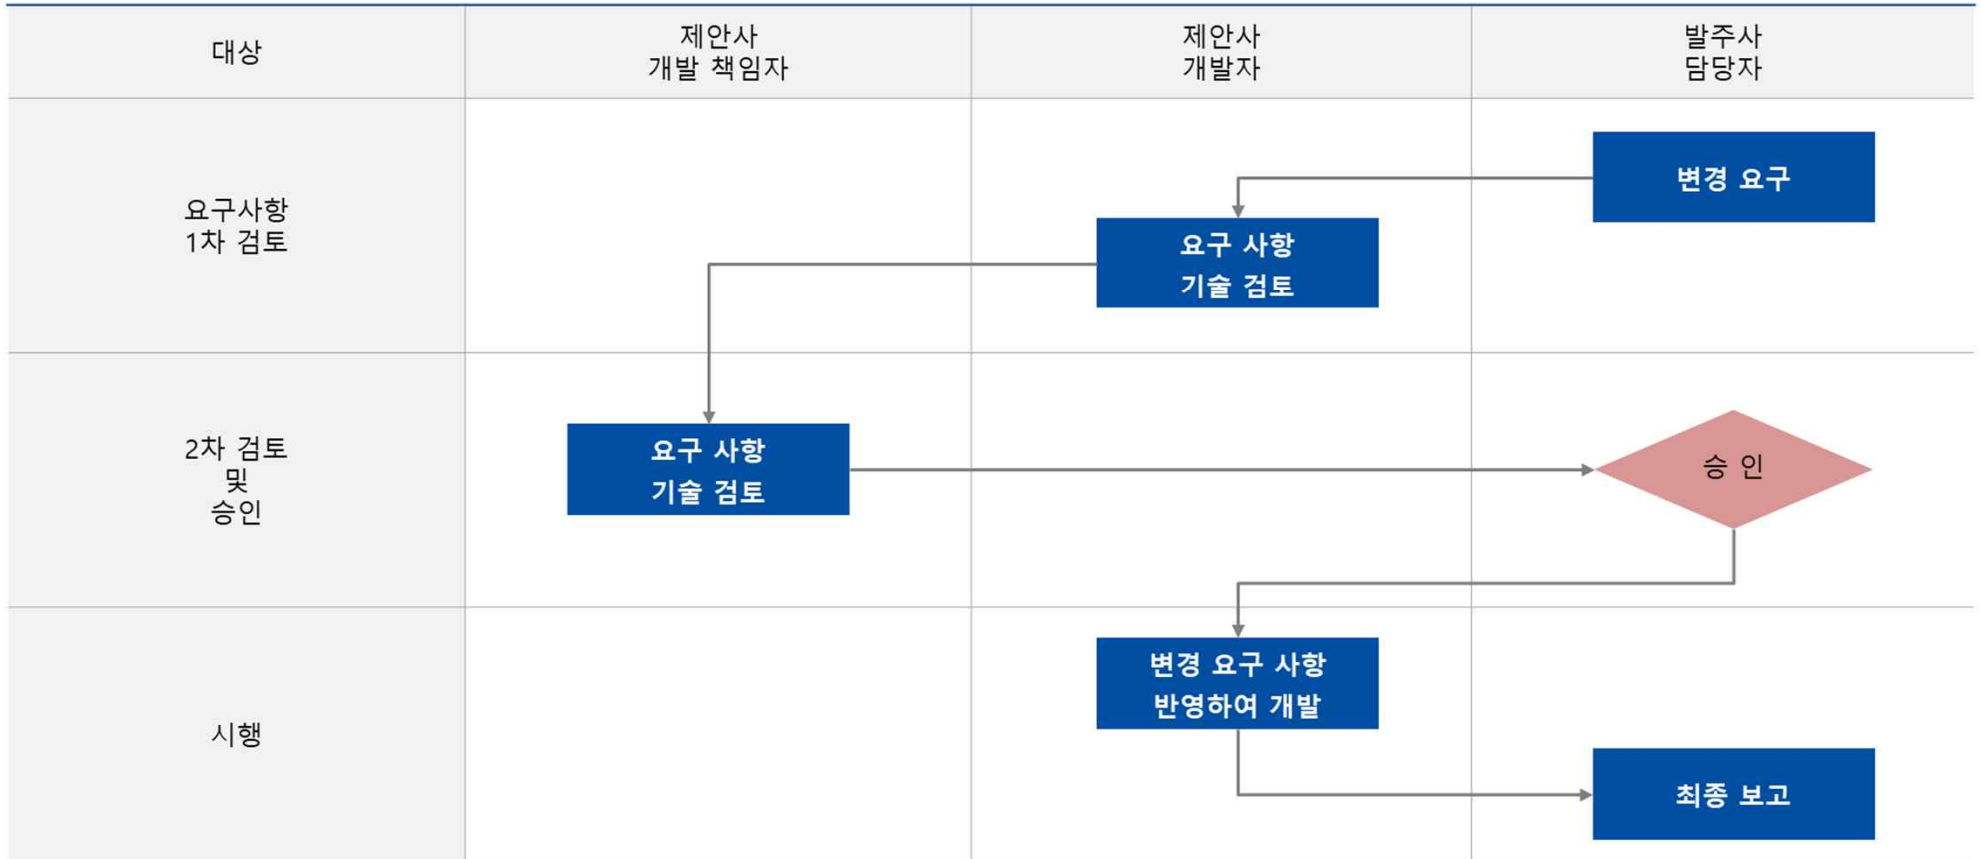 대상
제안사
개발 책임자
제안사
개발자
발주사
담당자
요구사항
1차 검토
변경 요구
요구 사항
기술 검토
2차 검토
및
승인
요구 사항
기술 검토
승 인
시행
변경 요구 사항
반영하여 개발
최종 보고